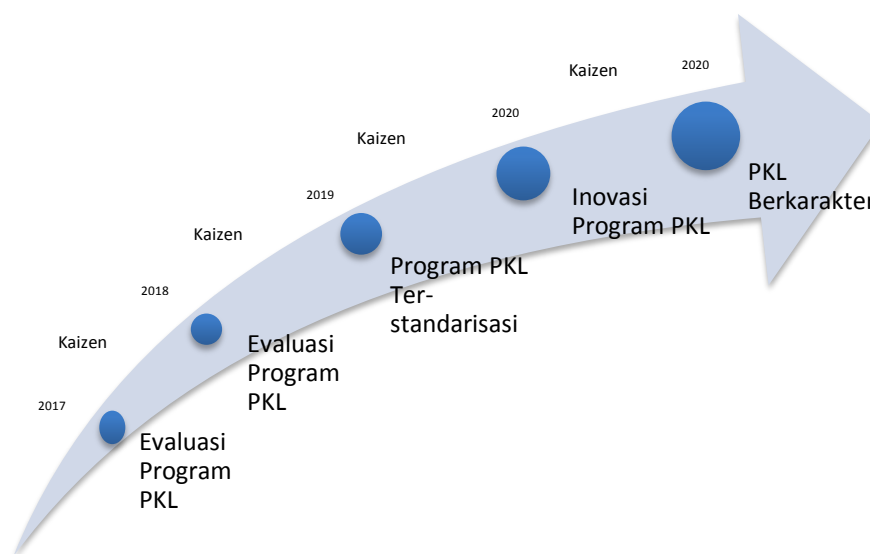 2017
Evaluasi
Program
PKL
Kaizen
2018
Evaluasi
Program
PKL
Kaizen
2019
Program PKL
Ter-
standarisasi
Kaizen
2020
Inovasi
Program PKL
Kaizen
2020
PKL
Berkarakter